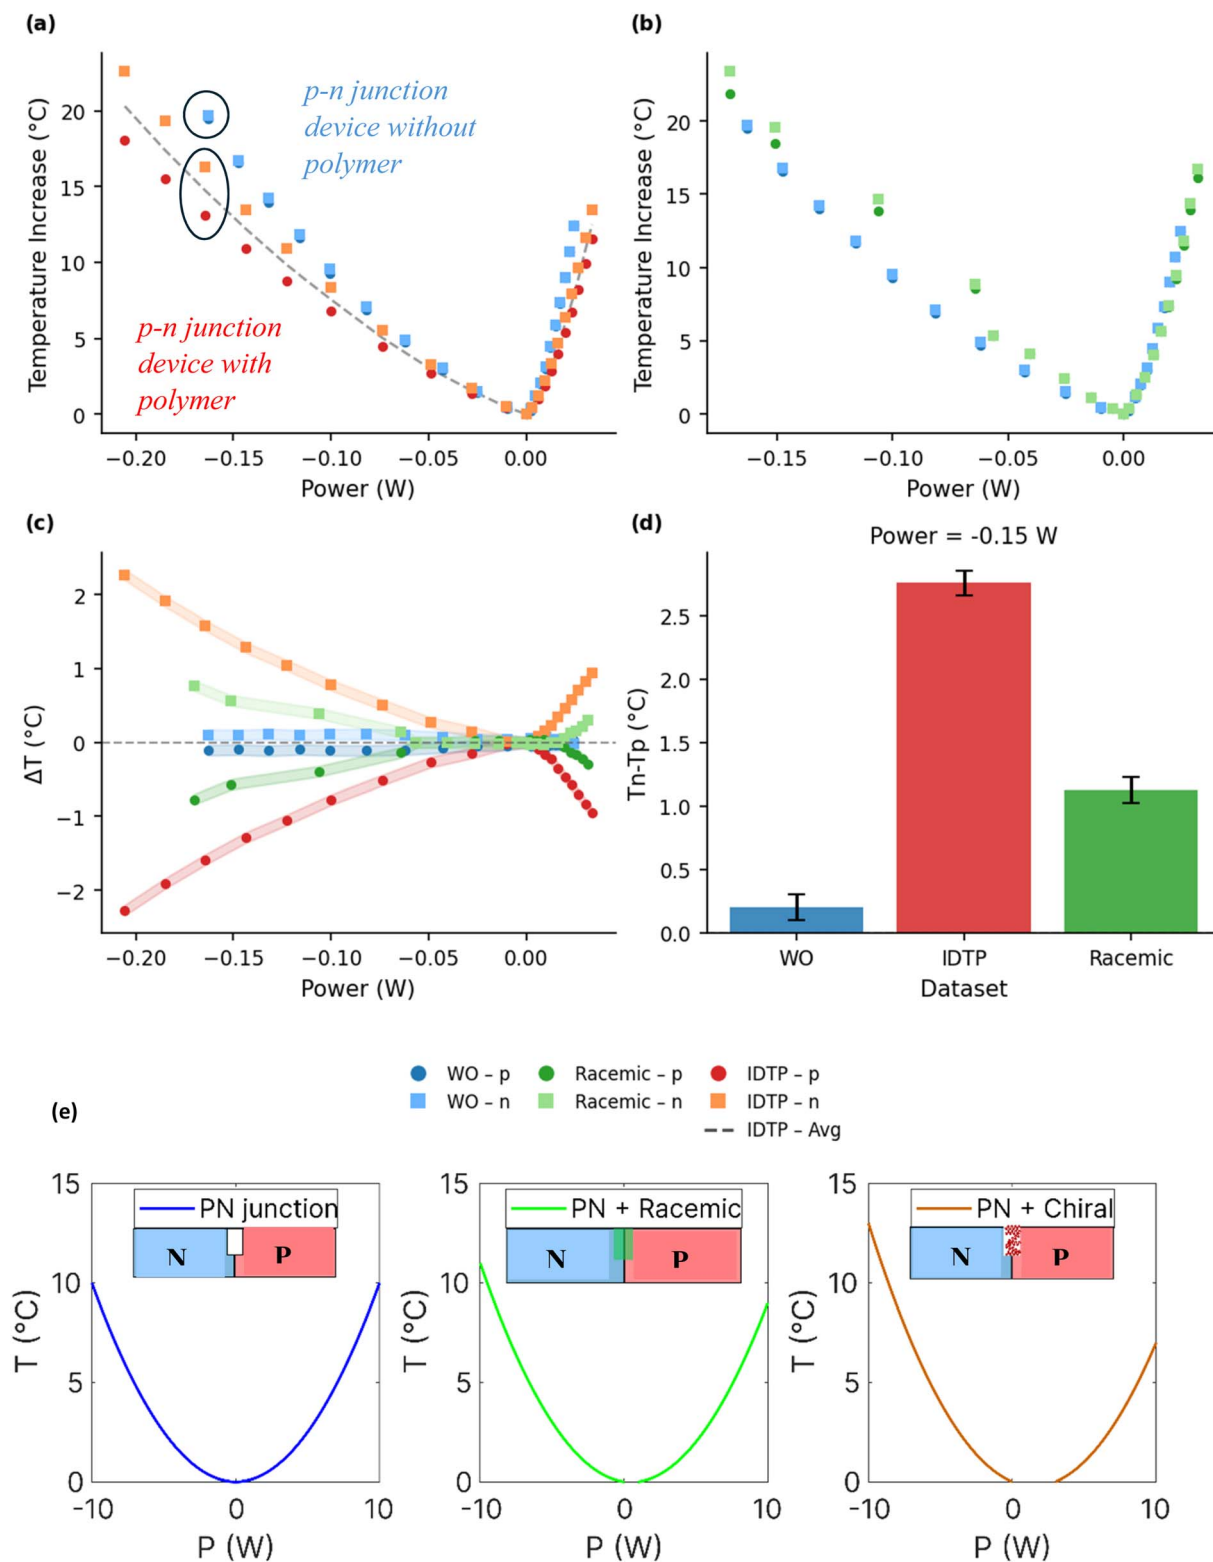 (a)
p-n junction
device without
polymer
p-n junction
device with
polymer
Temperature Increase (°C)
20
15
10
5
0
−0.20 −0.15 −0.10 −0.05 0.00
Power (W)
(b)
Temperature Increase (°C)
20
15
10
5
0
−0.15 −0.10 −0.05 0.00
Power (W)
(c)
ΔT (°C)
2
1
0
−1
−2
−0.20 −0.15 −0.10 −0.05 0.00
Power (W)
(d)
Power = -0.15 W
Tn-Tp (°C)
2.5
2.0
1.5
1.0
0.5
0.0
WO IDTP Racemic
Dataset
WO – p Racemic – p IDTP – p
WO – n Racemic – n IDTP – n
IDTP – Avg
(e)
PN junction
N P
T (°C)
15
10
5
0
-10 0 10
P (W)
PN + Racemic
N P
T (°C)
15
10
5
0
-10 0 10
P (W)
PN + Chiral
N P
T (°C)
15
10
5
0
-10 0 10
P (W)